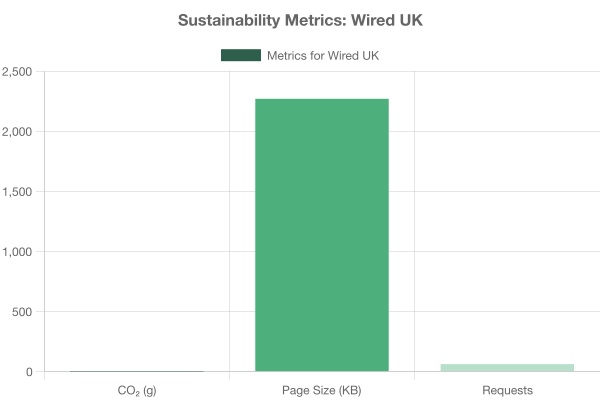 Sustainability Metrics: Wired UK
Metrics for Wired UK
2,500
2,000
1,500
1,000
500
0
CO₂ (g)
Page Size (KB)
Requests